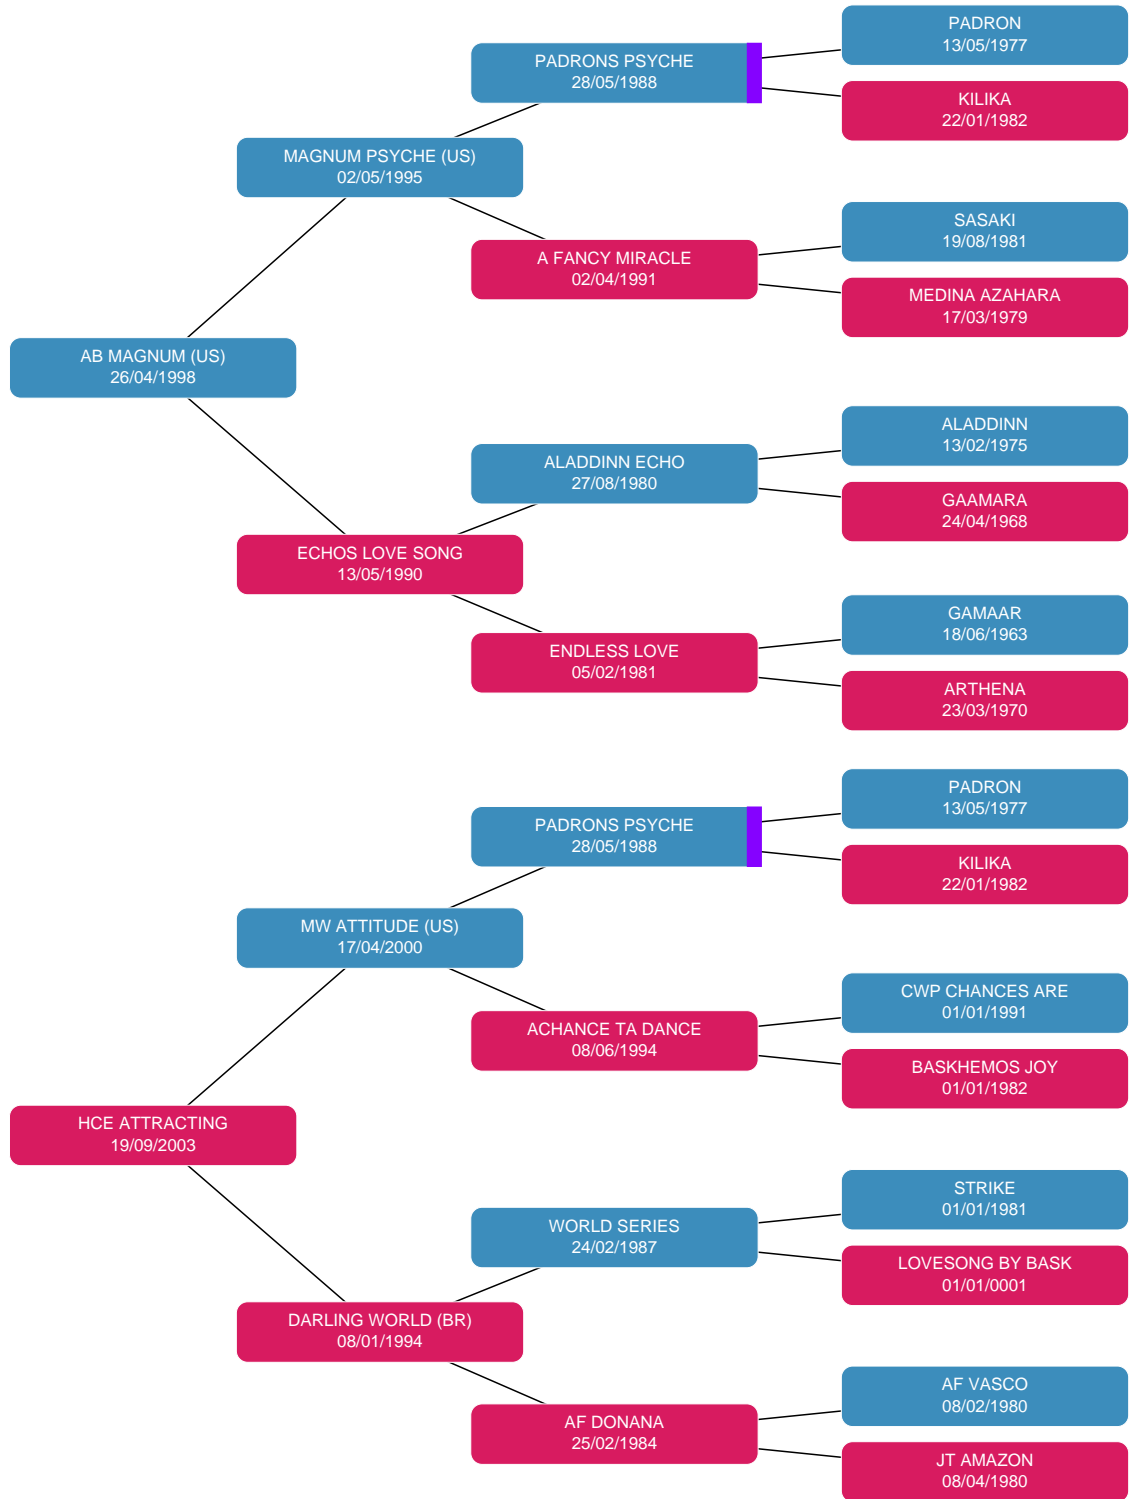 PADRON
13/05/1977
PADRONS PSYCHE
28/05/1988
KILIKA
22/01/1982
MAGNUM PSYCHE (US)
02/05/1995
SASAKI
19/08/1981
A FANCY MIRACLE
02/04/1991
MEDINA AZAHARA
17/03/1979
AB MAGNUM (US)
26/04/1998
ALADDINN
13/02/1975
ALADDINN ECHO
27/08/1980
GAAMARA
24/04/1968
ECHOS LOVE SONG
13/05/1990
GAMAAR
18/06/1963
ENDLESS LOVE
05/02/1981
ARTHENA
23/03/1970
PADRON
13/05/1977
PADRONS PSYCHE
28/05/1988
KILIKA
22/01/1982
MW ATTITUDE (US)
17/04/2000
CWP CHANCES ARE
01/01/1991
ACHANCE TA DANCE
08/06/1994
BASKHEMOS JOY
01/01/1982
HCE ATTRACTING
19/09/2003
STRIKE
01/01/1981
WORLD SERIES
24/02/1987
LOVESONG BY BASK
01/01/0001
DARLING WORLD (BR)
08/01/1994
AF VASCO
08/02/1980
AF DONANA
25/02/1984
JT AMAZON
08/04/1980